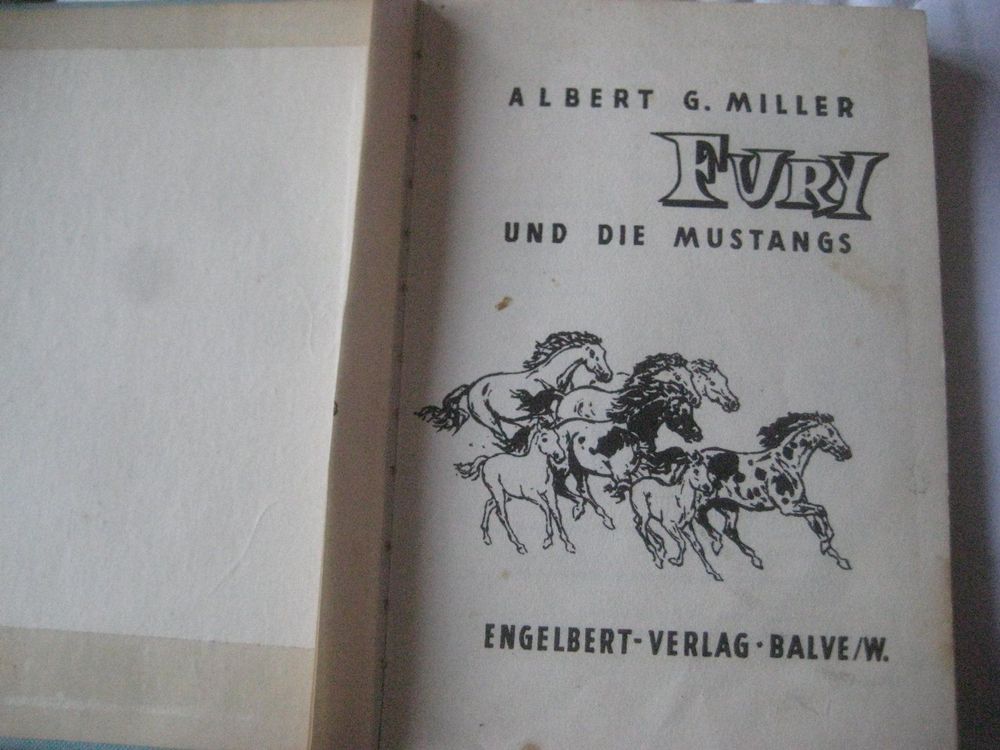 ALBERT G. MILLER
FURY
UND DIE MUSTANGS
ENGELBERT-VERLAG · BALVE/W.